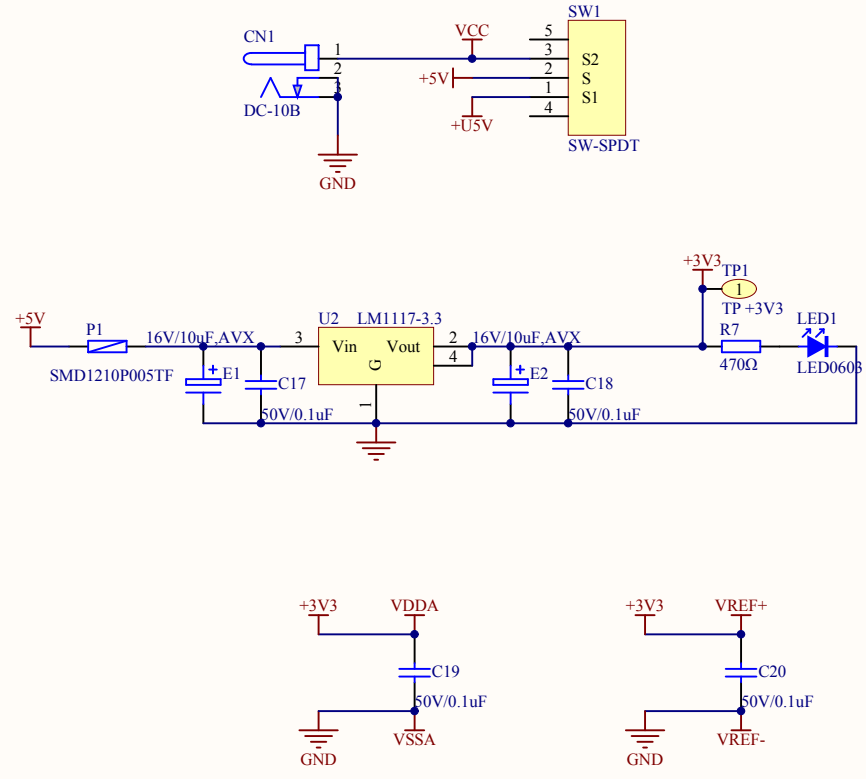 SW1
CN1
VCC
5
1
3
S2
2
+5V
2
S
3
1
S1
DC-10B
4
+U5V
SW-SPDT
GND
+3V3
TP1
1
TP +3V3
+5V
P1
U2
LM1117-3.3
LED1
16V/10uF,AVX
3
Vin
Vout
2
16V/10uF,AVX
R7
G
4
470Ω
LED0603
SMD1210P005TF
E1
C17
E2
C18
1
50V/0.1uF
50V/0.1uF
+3V3
VDDA
+3V3
VREF+
C19
C20
50V/0.1uF
50V/0.1uF
VSSA
VREF-
GND
GND